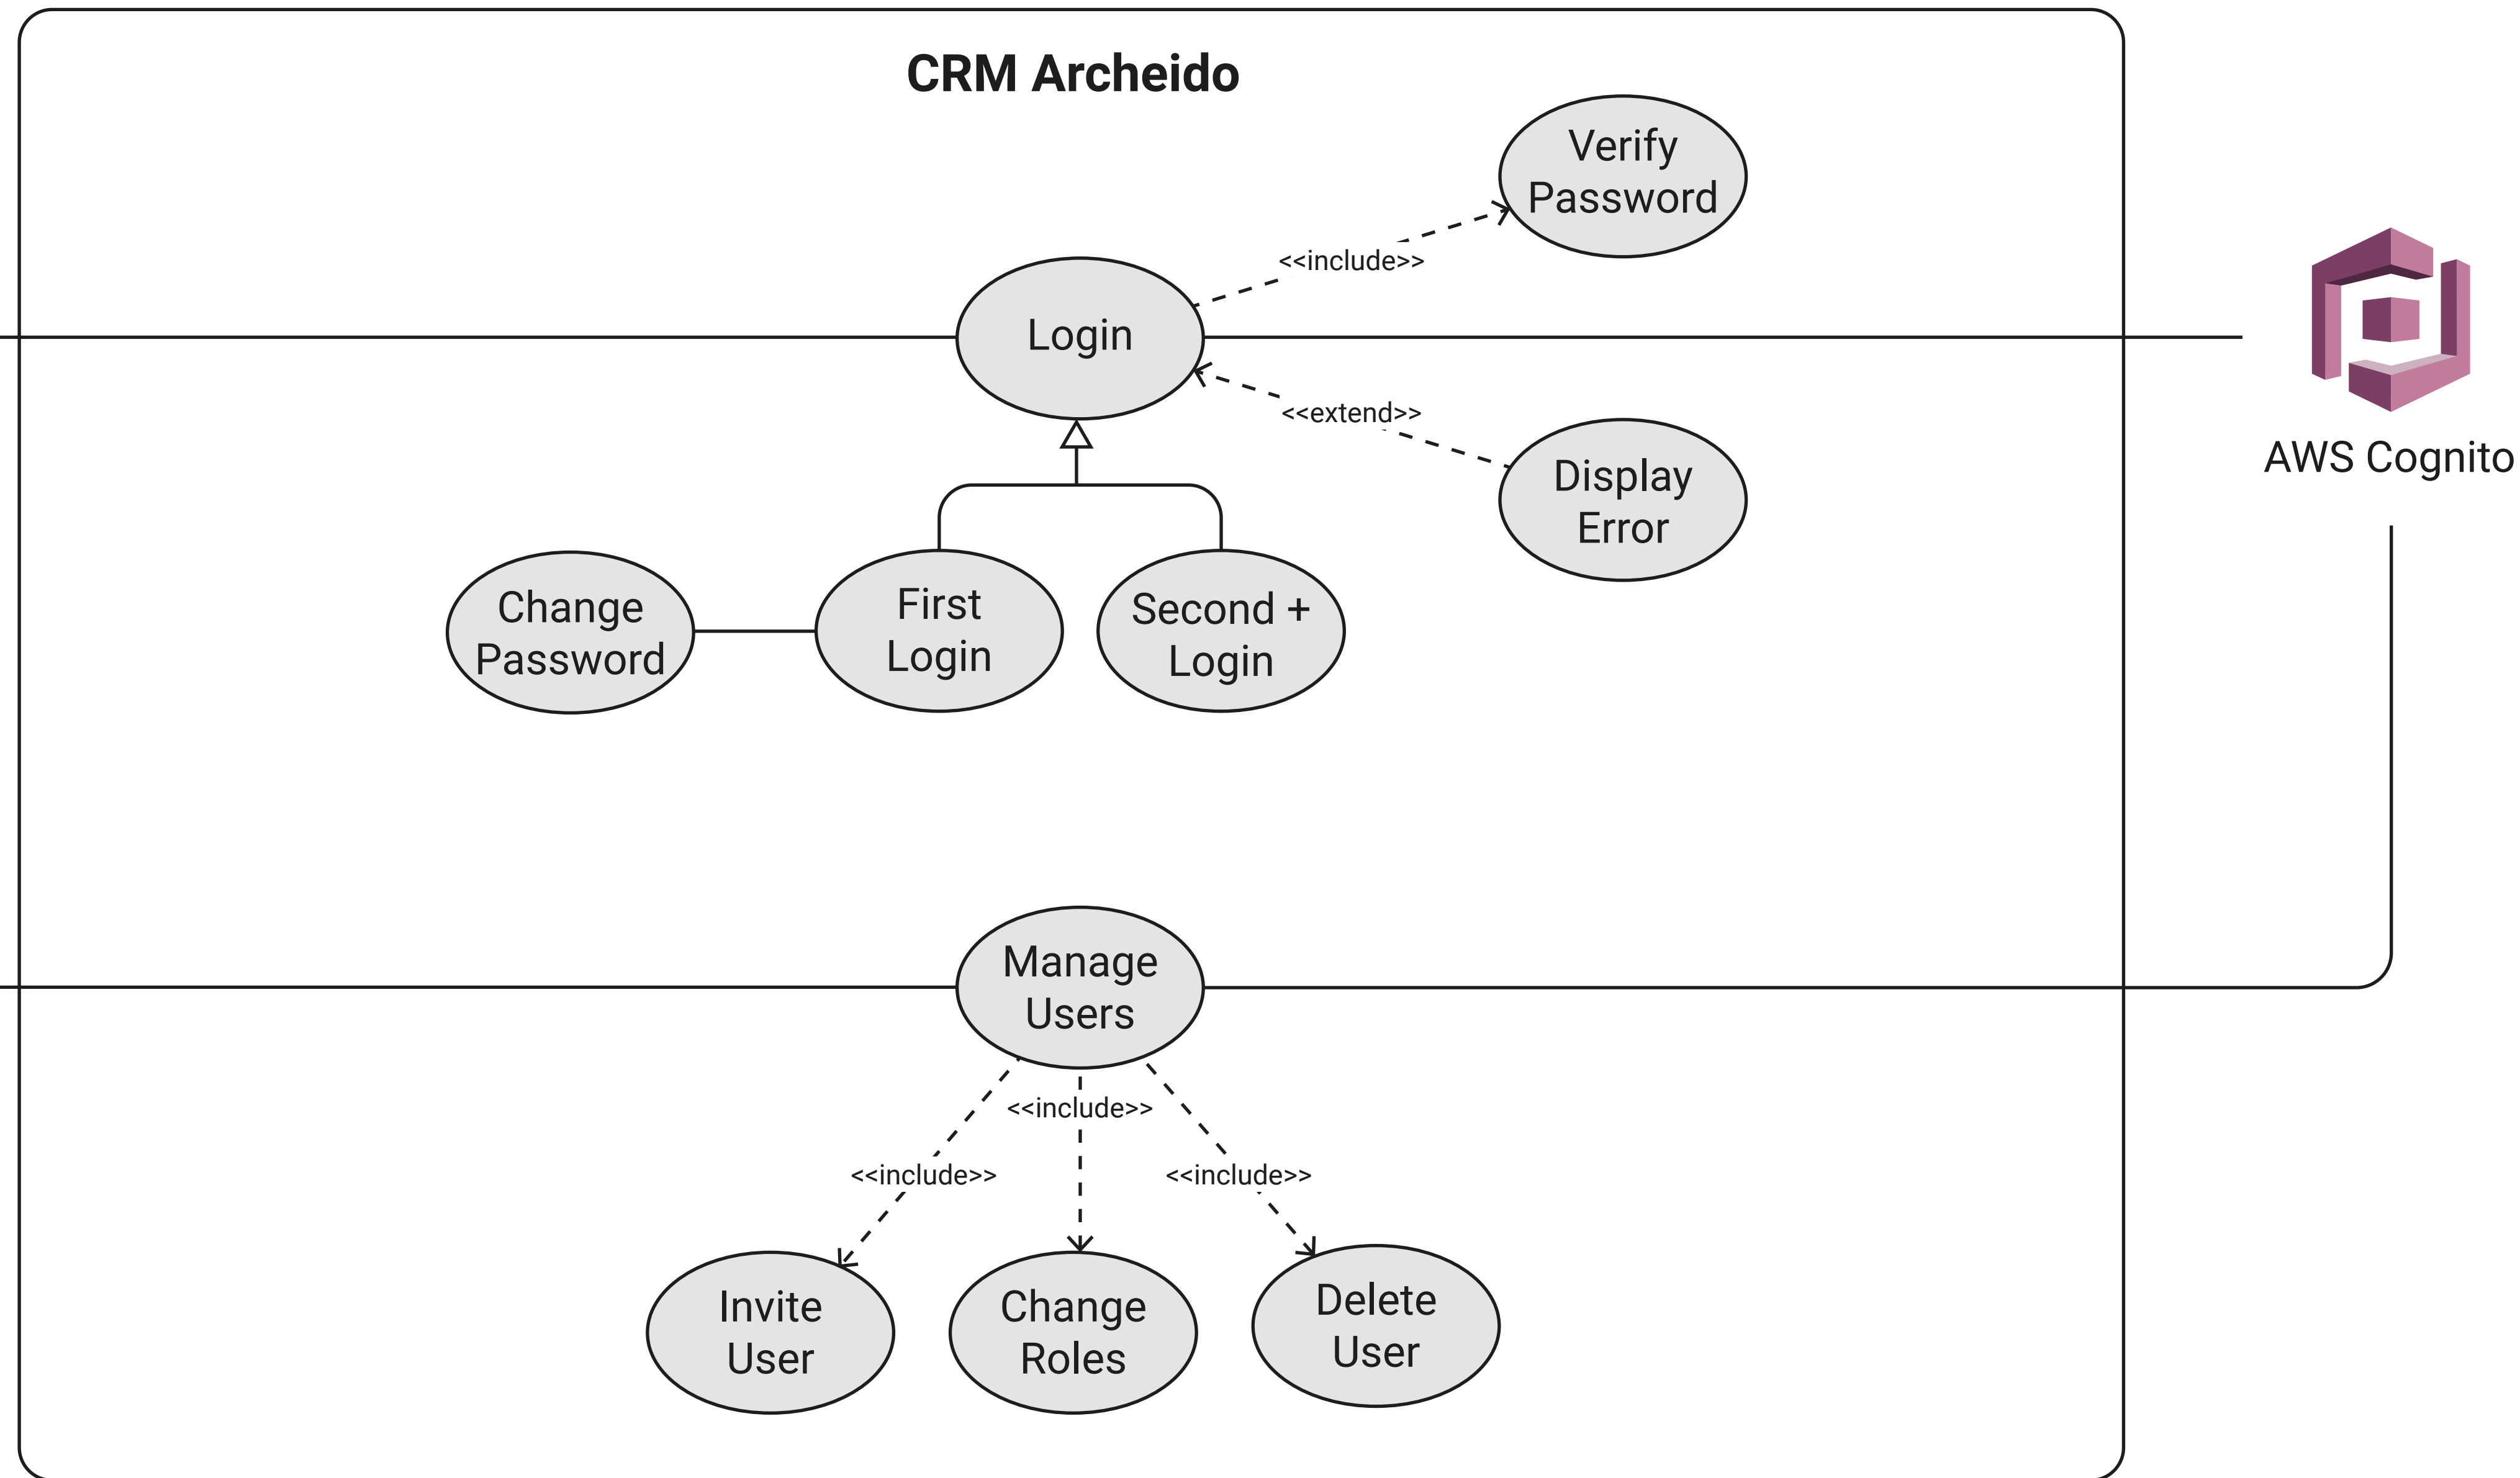 CRM Archeido
Verify
Password
<<include>>
Login
<<extend>>
AWS Cognito
Display
Error
Change
Password
First
Login
Second +
Login
Manage
Users
<<include>>
<<include>>
<<include>>
Invite
User
Change
Roles
Delete
User